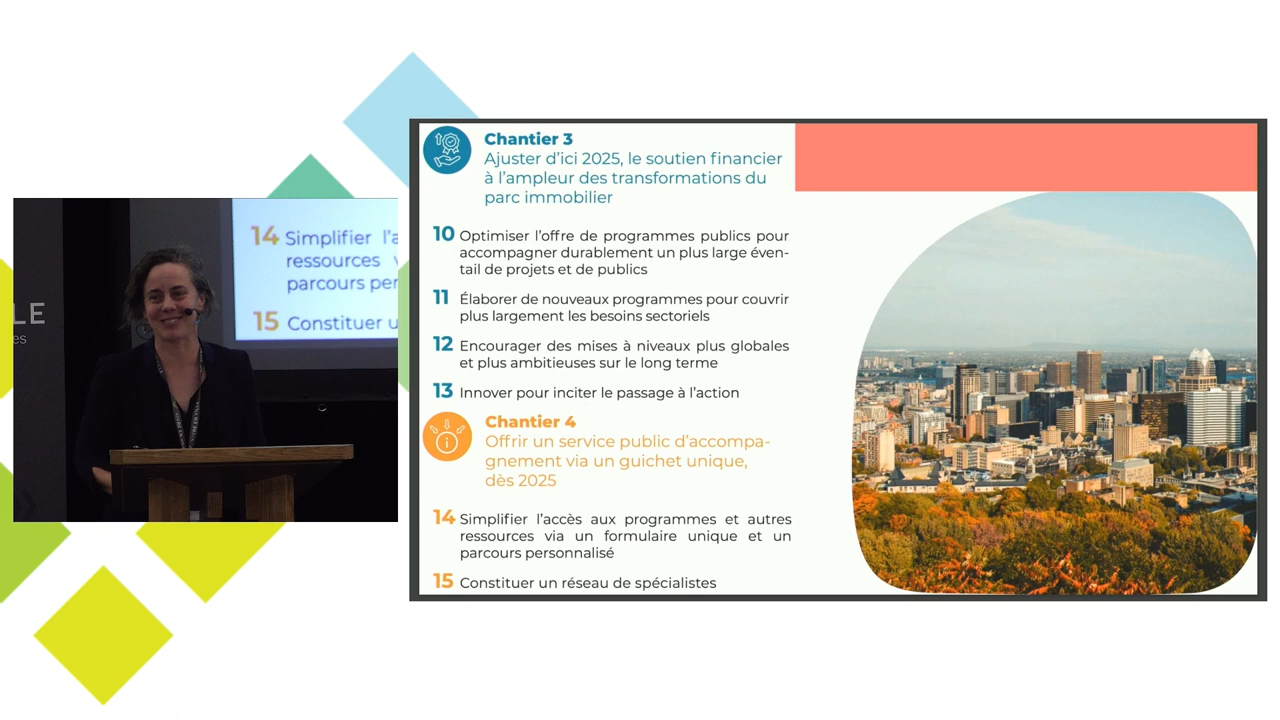 LE
es
14 Simplifier l'a
ressources
parcours per
15 Constituer u
Chantier 3
Ajuster d'ici 2025, le soutien financier
à l'ampleur des transformations du
parc immobilier
10 Optimiser l'offre de programmes publics pour
accompagner durablement un plus large éven-
tail de projets et de publics
11 Élaborer de nouveaux programmes pour couvrir
plus largement les besoins sectoriels
12 Encourager des mises à niveaux plus globales
et plus ambitieuses sur le long terme
13 Innover pour inciter le passage à l'action
Chantier 4
Offrir un service public d'accompa-
gnement via un guichet unique,
dès 2025
14 Simplifier l'accès aux programmes et autres
ressources via un formulaire unique et un
parcours personnalisé
15 Constituer un réseau de spécialistes